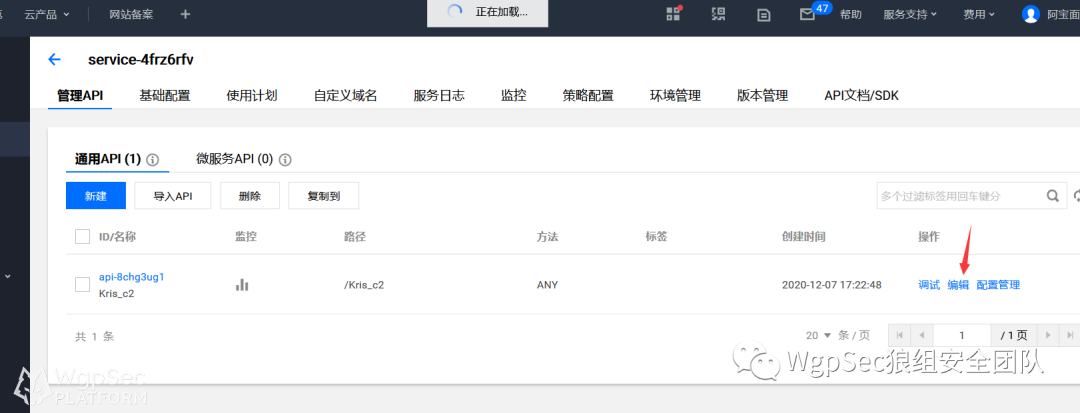 云产品 网站备案 + 正在加载... 47 帮助 服务支持 费用 阿宝面
service-4frz6rfv
管理API 基础配置 使用计划 自定义域名 服务日志 监控 策略配置 环境管理 版本管理 API文档/SDK
通用API (1) 微服务API (0)
新建 导入API 删除 复制到 多个过滤标签用回车键分
ID/名称 监控 路径 方法 标签 创建时间 操作
api-8chg3ug1
Kris_c2 /Kris_c2 ANY 2020-12-07 17:22:48 调试 编辑 配置管理
共 1 条 20 条 / 页 1 / 1 页
WgpSec狼组安全团队
WgpSec
PLATFORM